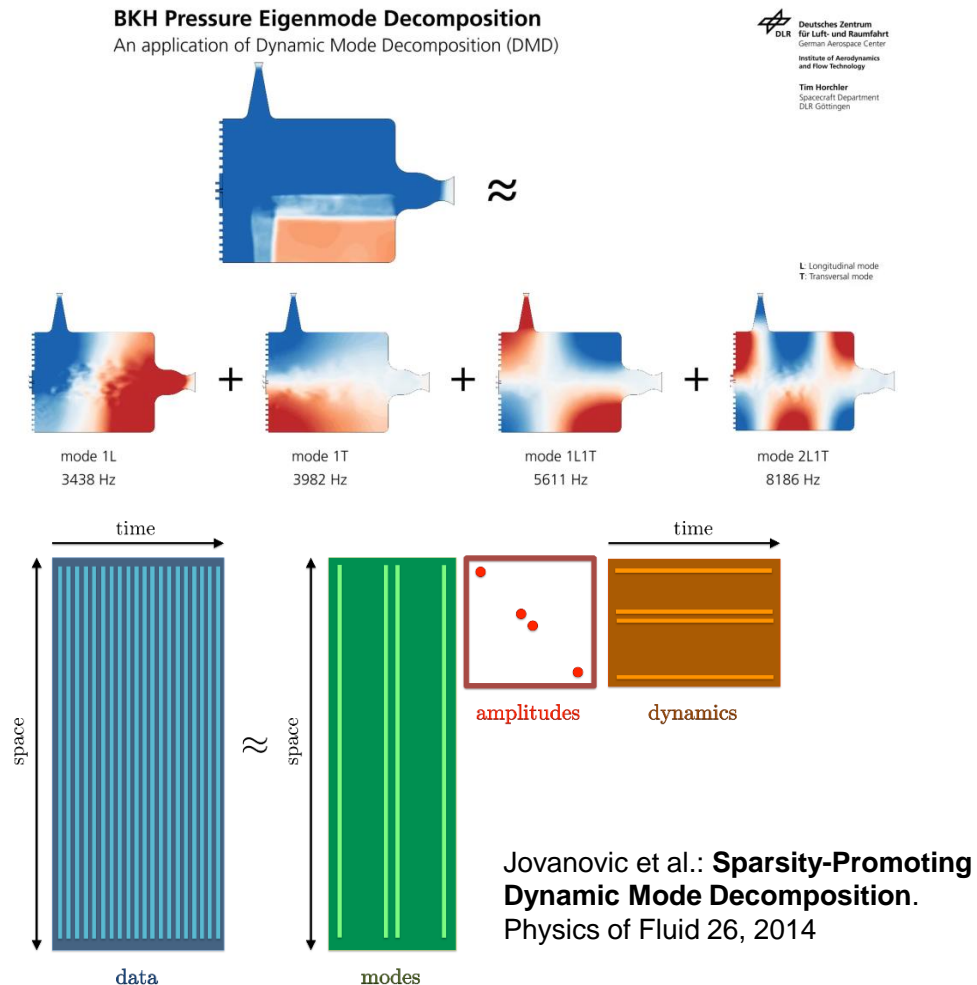 BKH Pressure Eigenmode Decomposition
An application of Dynamic Mode Decomposition (DMD)
DLR
Deutsches Zentrum
für Luft- und Raumfahrt
German Aerospace Center
Institute of Aerodynamics
and Flow Technology
Tim Horchler
Spacecraft Department
DLR Göttingen
≈
L: Longitudinal mode
T: Transversal mode
+ + +
mode 1L
3438 Hz
mode 1T
3982 Hz
mode 1L1T
5611 Hz
mode 2L1T
8186 Hz
time
space
data
≈
space
modes
amplitudes
time
dynamics
Jovanovic et al.: Sparsity-Promoting
Dynamic Mode Decomposition.
Physics of Fluid 26, 2014